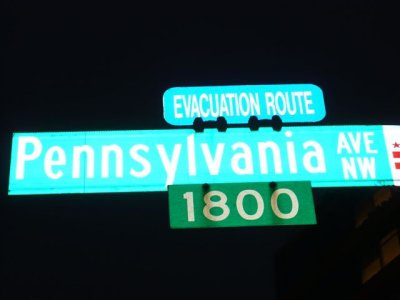 EVACUATION ROUTE
Pennsylvania AVE NW
1800